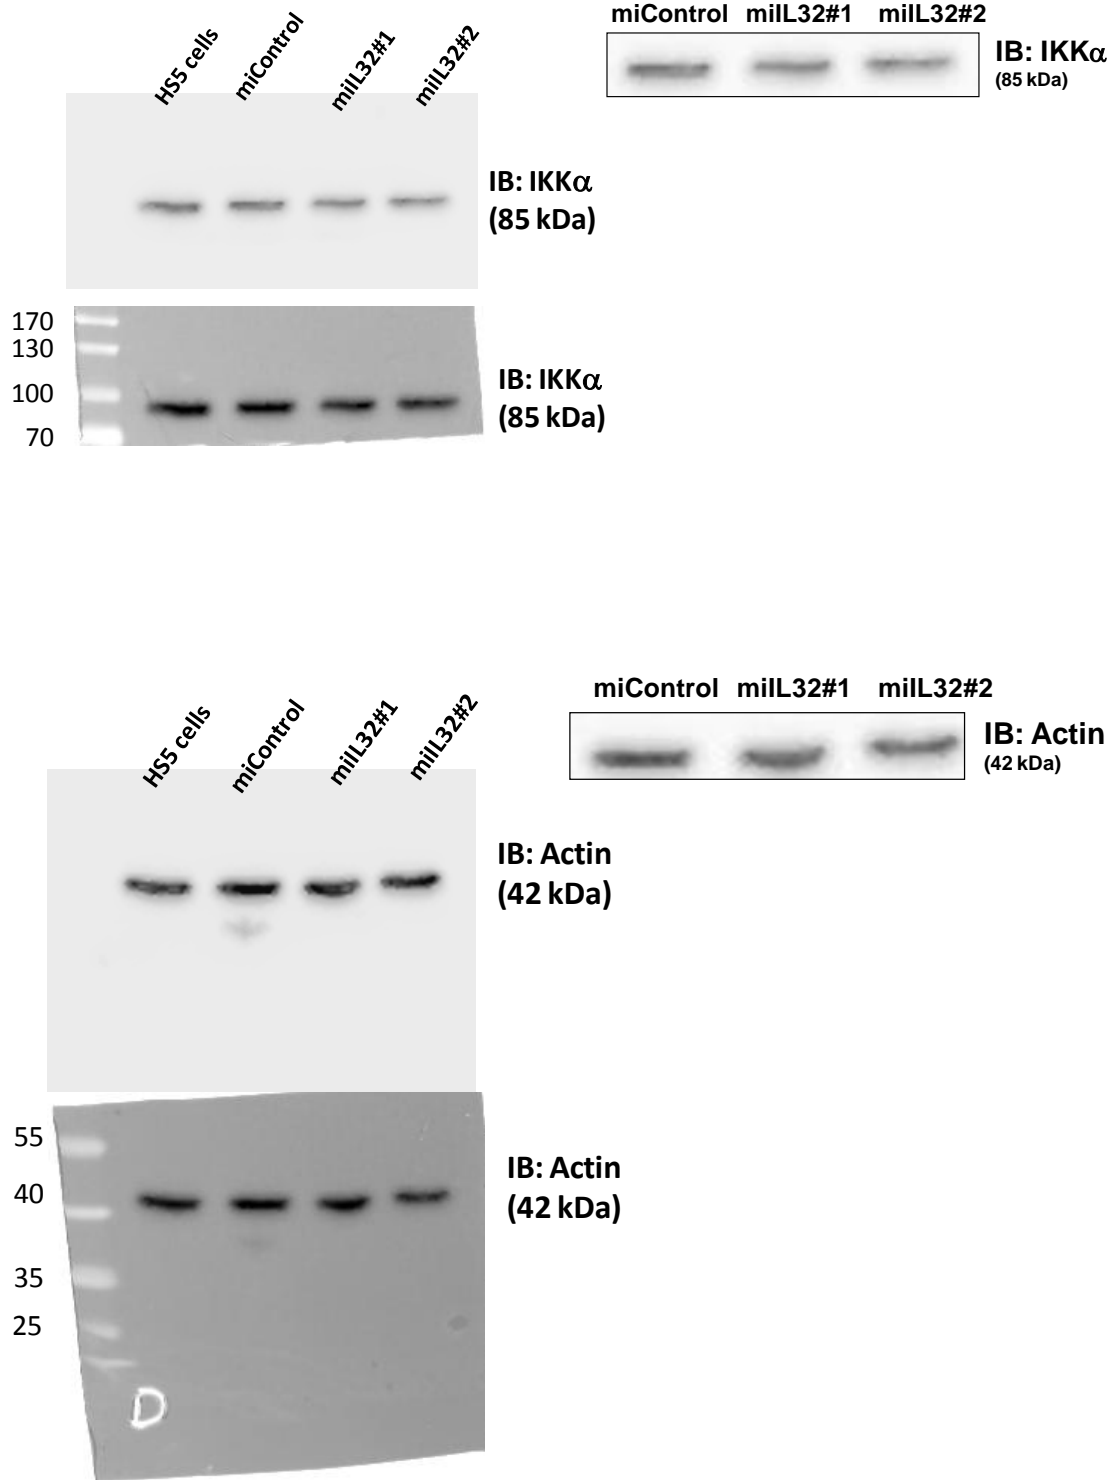 HS5 cells
miControl
miIL32#1
miIL32#2
IB: IKKα
(85 kDa)
170
130
100
70
IB: IKKα
(85 kDa)
miControl miIL32#1 miIL32#2
IB: IKKα
(85 kDa)
HS5 cells
miControl
miIL32#1
miIL32#2
IB: Actin
(42 kDa)
55
40
35
25
IB: Actin
(42 kDa)
D
miControl miIL32#1 miIL32#2
IB: Actin
(42 kDa)